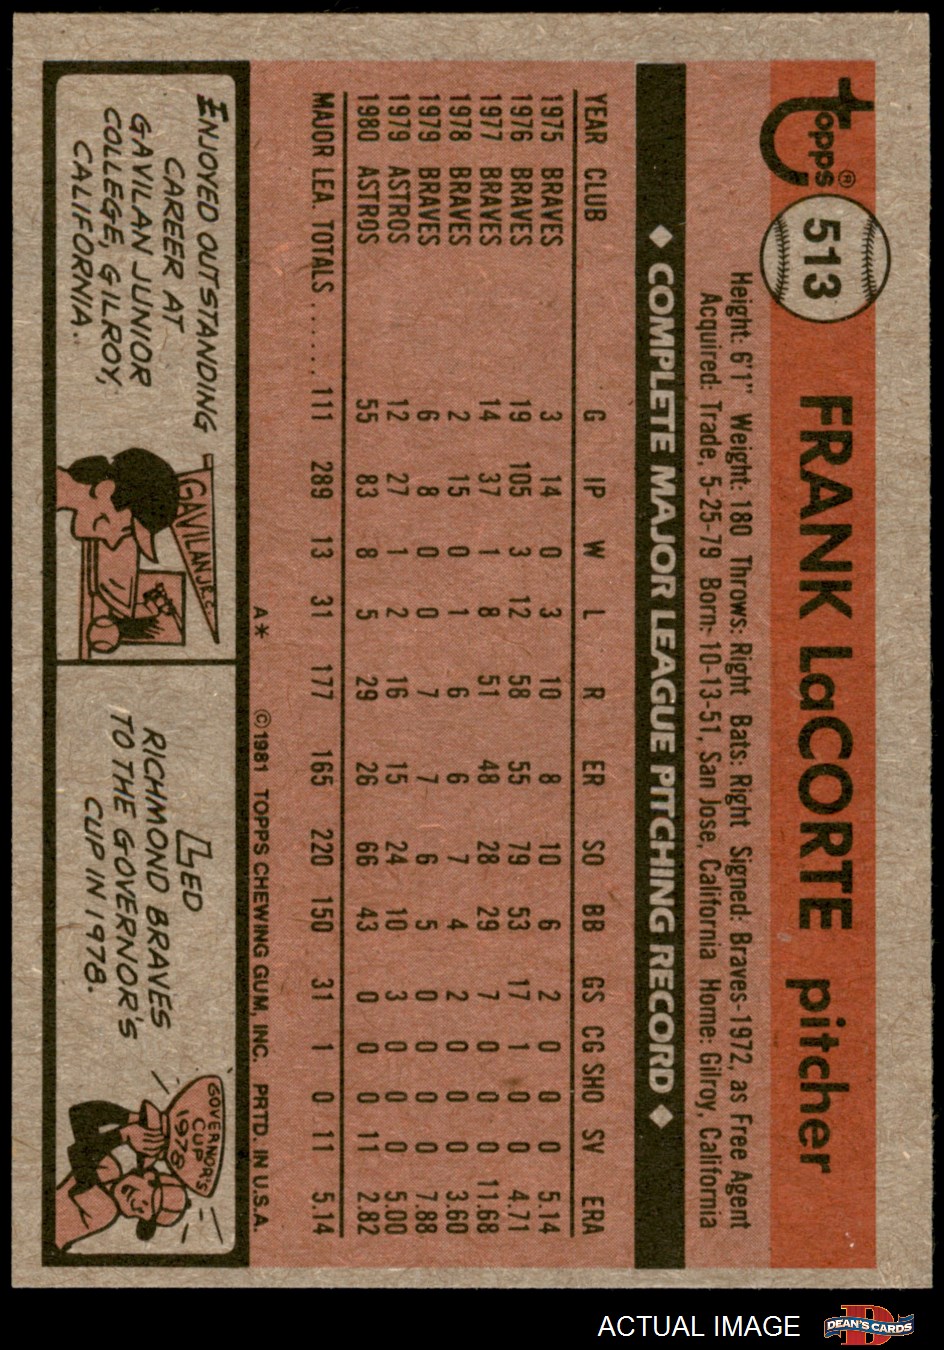 Topps®
513
FRANK LaCORTE pitcher
Height: 6'1" Weight: 180 Throws: Right Bats: Right Signed: Braves-1972, as Free Agent
Acquired: Trade, 5-25-79 Born: 10-13-51, San Jose, California Home: Gilroy, California
◆ COMPLETE MAJOR LEAGUE PITCHING RECORD ◆
YEAR CLUB G IP W L R ER SO BB GS CG SHO SV ERA
1975 BRAVES 3 14 0 3 10 8 10 6 2 0 0 0 5.14
1976 BRAVES 19 105 3 12 58 55 79 53 17 1 0 0 4.71
1977 BRAVES 14 37 1 8 51 48 28 29 7 0 0 0 11.68
1978 BRAVES 2 15 0 1 6 6 7 4 2 0 0 0 3.60
1979 BRAVES 6 8 0 0 7 7 6 5 0 0 0 0 7.88
1979 ASTROS 12 27 1 2 16 15 24 10 3 0 0 0 5.00
1980 ASTROS 55 83 8 5 29 26 66 43 0 0 0 11 2.82
MAJOR LEA. TOTALS ...... 111 289 13 31 177 165 220 150 31 1 0 11 5.14
A* ©1981 TOPPS CHEWING GUM, INC. PRTD. IN U.S.A.
ENJOYED OUTSTANDING
CAREER AT
GAVILAN JUNIOR
COLLEGE, GILROY,
CALIFORNIA.
GAVILAN JR. C.
LED
RICHMOND BRAVES
TO THE GOVERNOR'S
CUP IN 1978.
GOVERNOR'S
CUP
1978
ACTUAL IMAGE
DEAN'S CARDS